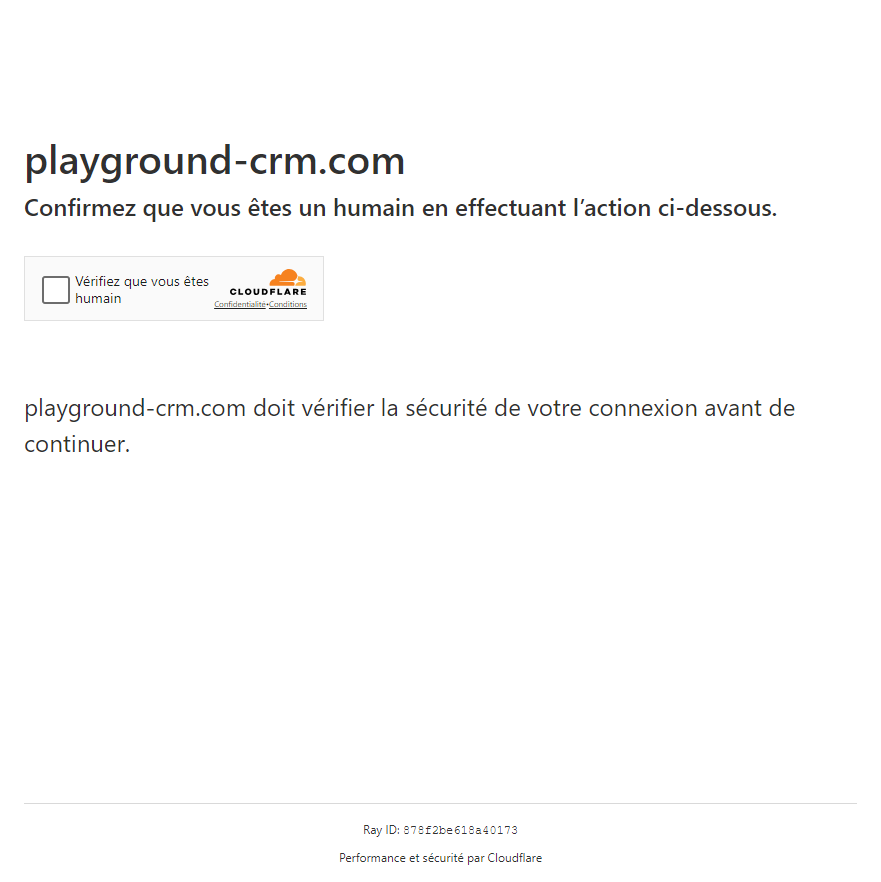 playground-crm.com
Confirmez que vous êtes un humain en effectuant l’action ci-dessous.
Vérifiez que vous êtes
humain
CLOUDFLARE
Confidentialité•Conditions
playground-crm.com doit vérifier la sécurité de votre connexion avant de
continuer.
Ray ID: 878f2be618a40173
Performance et sécurité par Cloudflare